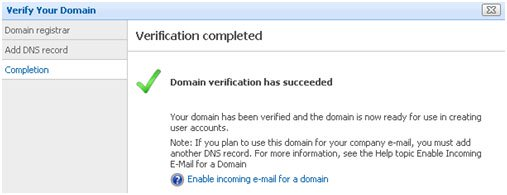 Verify Your Domain
Domain registrar
Add DNS record
Completion
Verification completed
Domain verification has succeeded
Your domain has been verified and the domain is now ready for use in creating
user accounts.
Note: If you plan to use this domain for your company e-mail, you must add
another DNS record. For more information, see the Help topic Enable Incoming
E-Mail for a Domain
Enable incoming e-mail for a domain